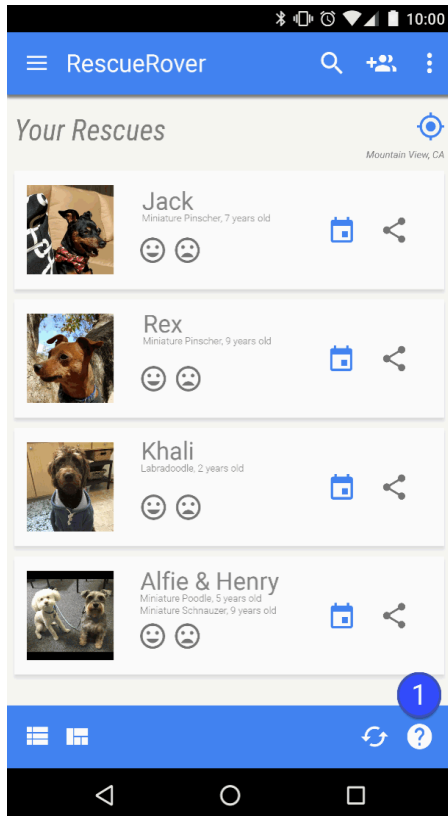 10:00
RescueRover
Your Rescues
Mountain View, CA
Jack
Miniature Pinscher, 7 years old
Rex
Miniature Pinscher, 9 years old
Khali
Labradoodle, 2 years old
Alfie & Henry
Miniature Poodle, 5 years old
Miniature Schnauzer, 9 years old
1